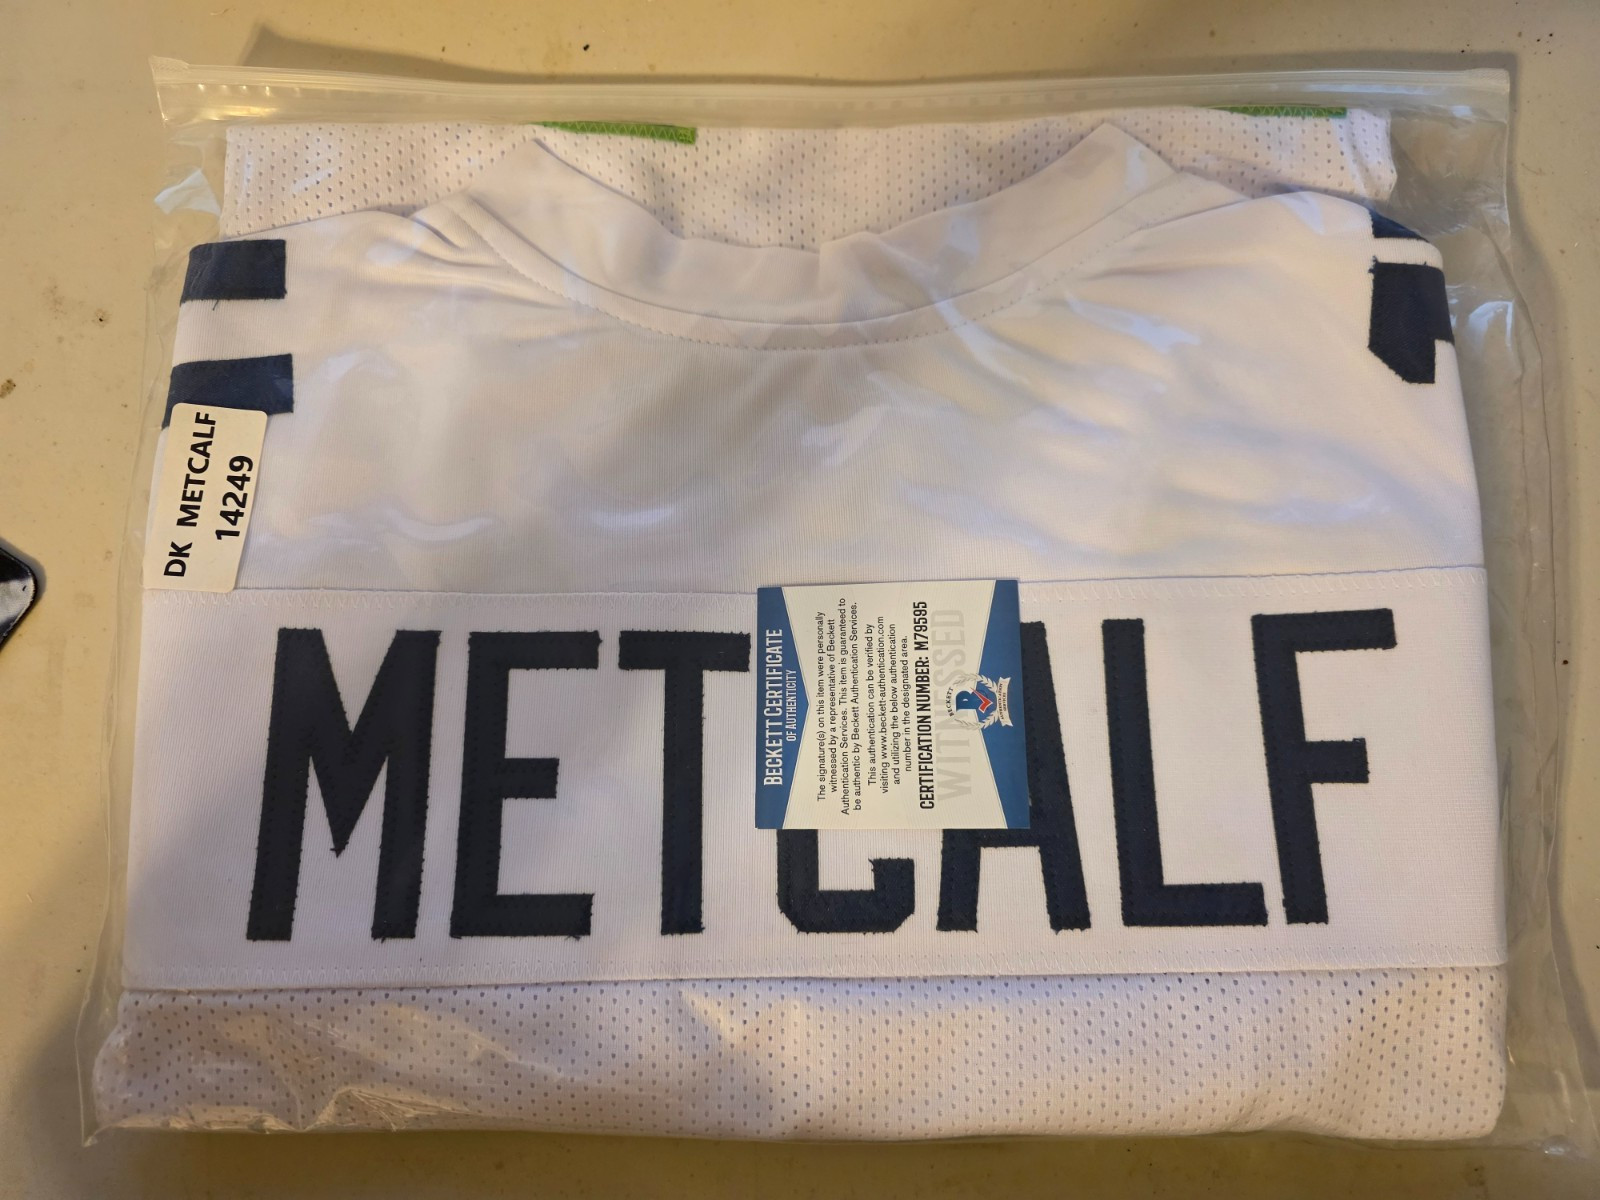 DK METCALF
14249
METCALF
BECKETT CERTIFICATE
OF AUTHENTICITY
The signature(s) on this item were personally
witnessed by a representative of Beckett
Authentication Services. This item is guaranteed to
be authentic by Beckett Authentication Services.
This authentication can be verified by
visiting www.beckett-authentication.com
and utilizing the below authentication
number in the designated area.
CERTIFICATION NUMBER: M79595
WITNESSED
BECKETT
B